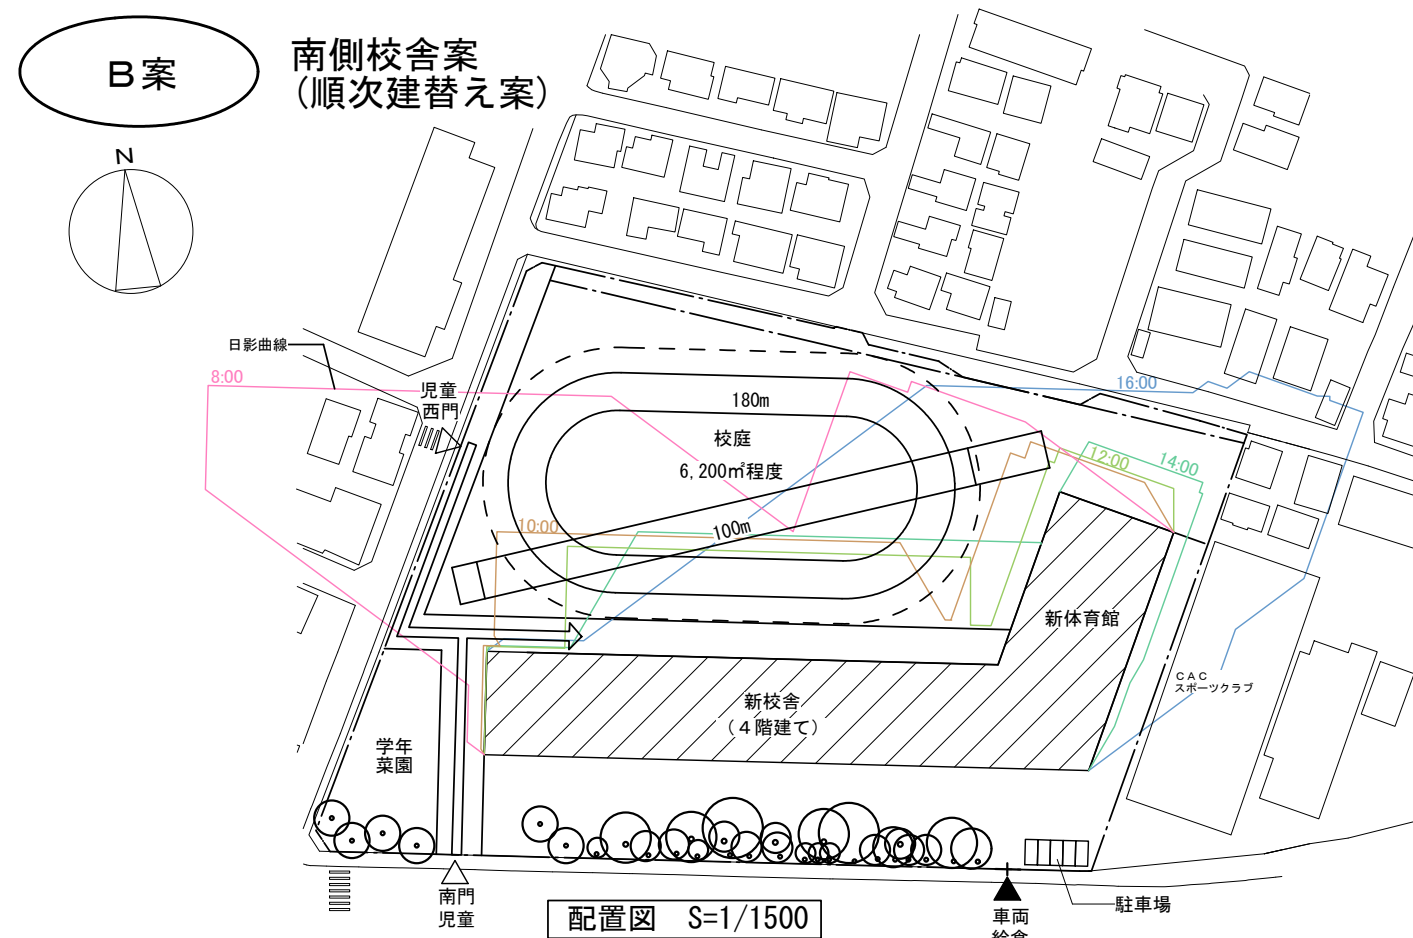 B案
南側校舎案
（順次建替え案）
N
日影曲線
8:00
児童
西門
16:00
180m
校庭
6,200㎡程度
12:00
14:00
10:00
100m
新体育館
新校舎
（４階建て）
ＣＡＣ
スポーツクラブ
学年
菜園
南門
児童
配置図 S=1/1500
車両
給食
駐車場